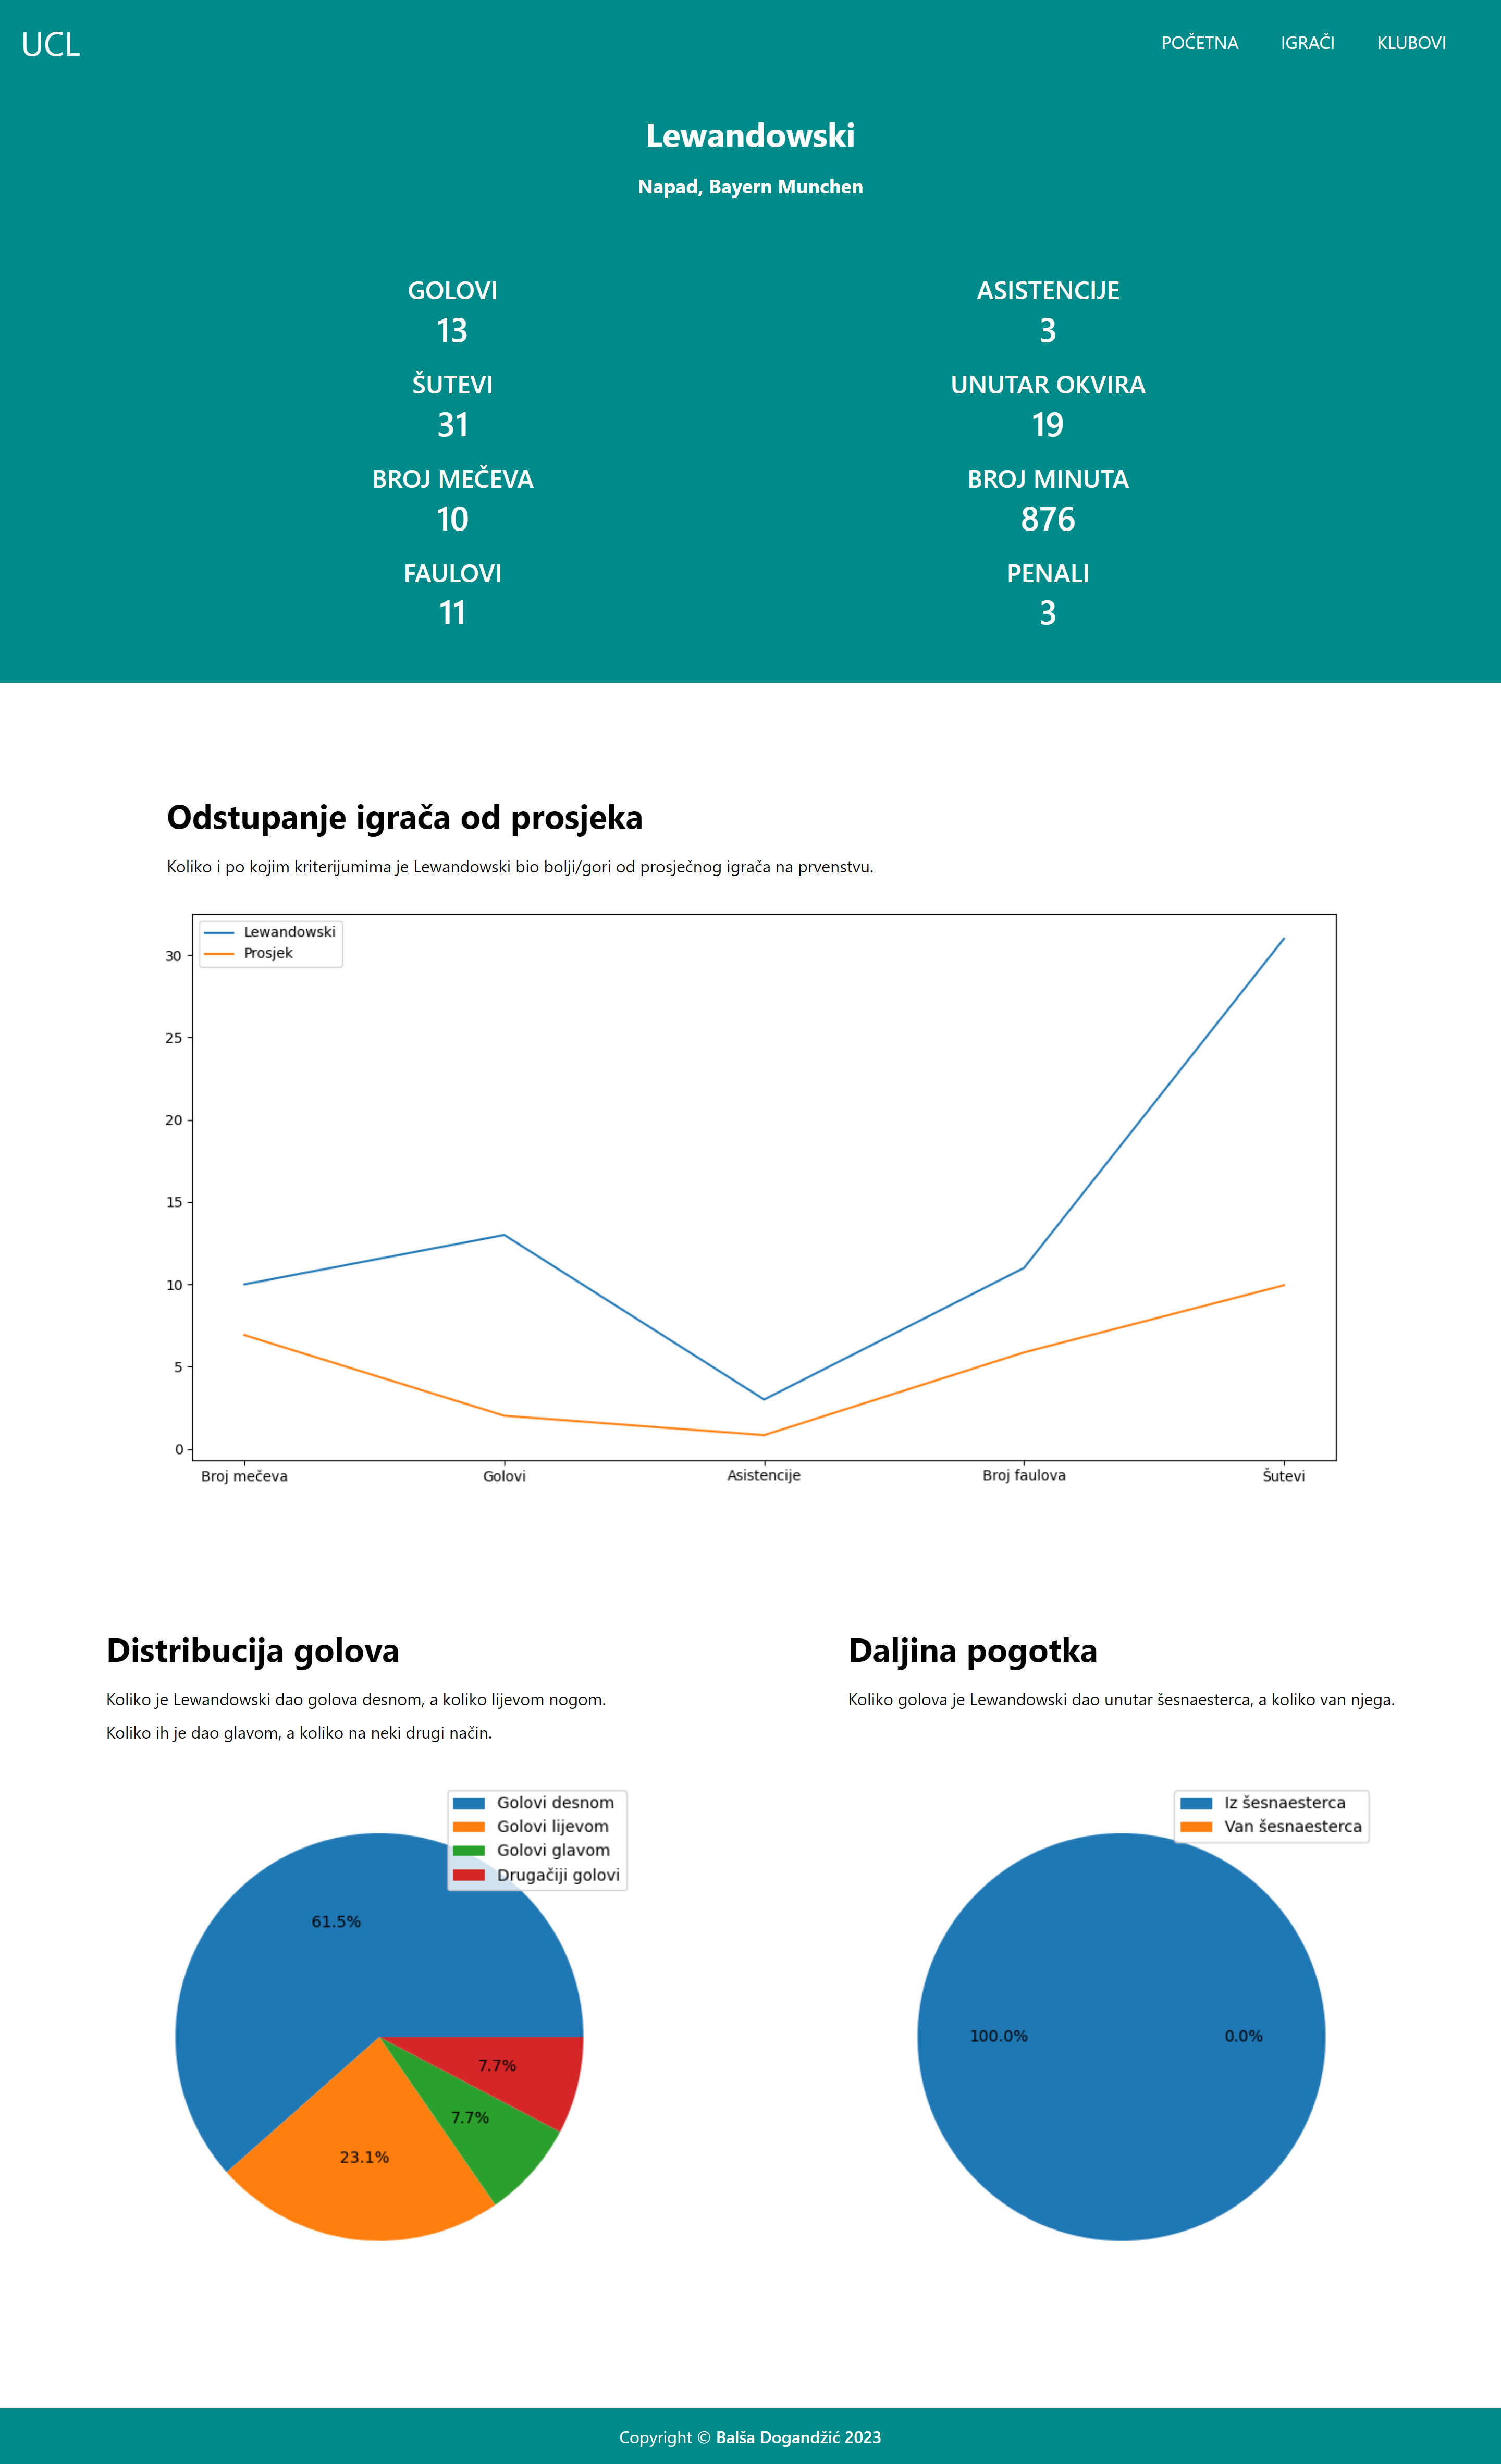 UCL
POČETNA IGRAČI KLUBOVI
Lewandowski
Napad, Bayern Munchen
GOLOVI
13
ASISTENCIJE
3
ŠUTEVI
31
UNUTAR OKVIRA
19
BROJ MEČEVA
10
BROJ MINUTA
876
FAULOVI
11
PENALI
3
Odstupanje igrača od prosjeka
Koliko i po kojim kriterijumima je Lewandowski bio bolji/gori od prosječnog igrača na prvenstvu.
Lewandowski
Prosjek
30
25
20
15
10
5
0
Broj mečeva Golovi Asistencije Broj faulova Šutevi
Distribucija golova
Koliko je Lewandowski dao golova desnom, a koliko lijevom nogom.
Koliko ih je dao glavom, a koliko na neki drugi način.
Golovi desnom
Golovi lijevom
Golovi glavom
Drugačiji golovi
61.5%
7.7%
7.7%
23.1%
Daljina pogotka
Koliko golova je Lewandowski dao unutar šesnaesterca, a koliko van njega.
Iz šesnaesterca
Van šesnaesterca
100.0% 0.0%
Copyright © Balša Dogandžić 2023